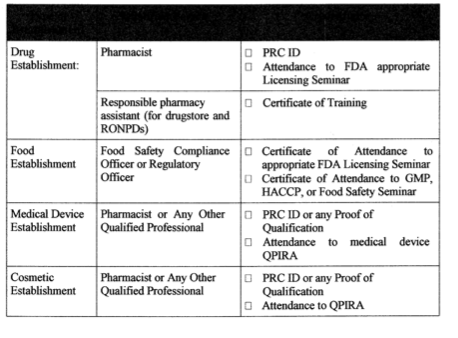 Drug
Establishment:
Pharmacist
☐ PRC ID
☐ Attendance to FDA appropriate
Licensing Seminar
Responsible pharmacy
assistant (for drugstore and
RONPDs)
☐ Certificate of Training
Food
Establishment
Food Safety Compliance
Officer or Regulatory
Officer
☐ Certificate of Attendance to
appropriate FDA Licensing Seminar
☐ Certificate of Attendance to GMP,
HACCP, or Food Safety Seminar
Medical Device
Establishment
Pharmacist or Any Other
Qualified Professional
☐ PRC ID or any Proof of
Qualification
☐ Attendance to medical device
QPIRA
Cosmetic
Establishment
Pharmacist or Any Other
Qualified Professional
☐ PRC ID or any Proof of
Qualification
☐ Attendance to QPIRA